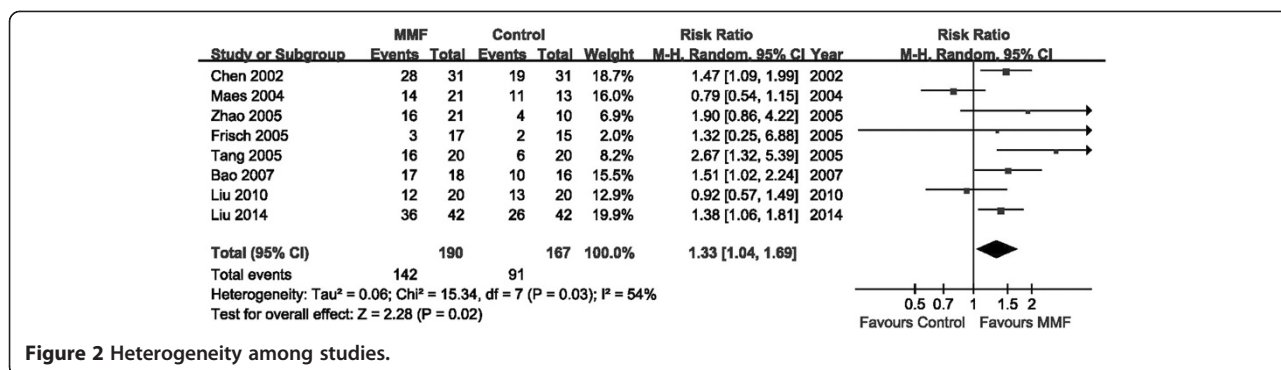 MMF Control Risk Ratio Risk Ratio
Study or Subgroup Events Total Events Total Weight M-H. Random. 95% CI Year M-H. Random. 95% CI
Chen 2002 28 31 19 31 18.7% 1.47 [1.09, 1.99] 2002
Maes 2004 14 21 11 13 16.0% 0.79 [0.54, 1.15] 2004
Zhao 2005 16 21 4 10 6.9% 1.90 [0.86, 4.22] 2005
Frisch 2005 3 17 2 15 2.0% 1.32 [0.25, 6.88] 2005
Tang 2005 16 20 6 20 8.2% 2.67 [1.32, 5.39] 2005
Bao 2007 17 18 10 16 15.5% 1.51 [1.02, 2.24] 2007
Liu 2010 12 20 13 20 12.9% 0.92 [0.57, 1.49] 2010
Liu 2014 36 42 26 42 19.9% 1.38 [1.06, 1.81] 2014
Total (95% CI) 190 167 100.0% 1.33 [1.04, 1.69]
Total events 142 91
Heterogeneity: Tau² = 0.06; Chi² = 15.34, df = 7 (P = 0.03); I² = 54%
Test for overall effect: Z = 2.28 (P = 0.02)
0.5 0.7 1 1.5 2
Favours Control Favours MMF
Figure 2 Heterogeneity among studies.